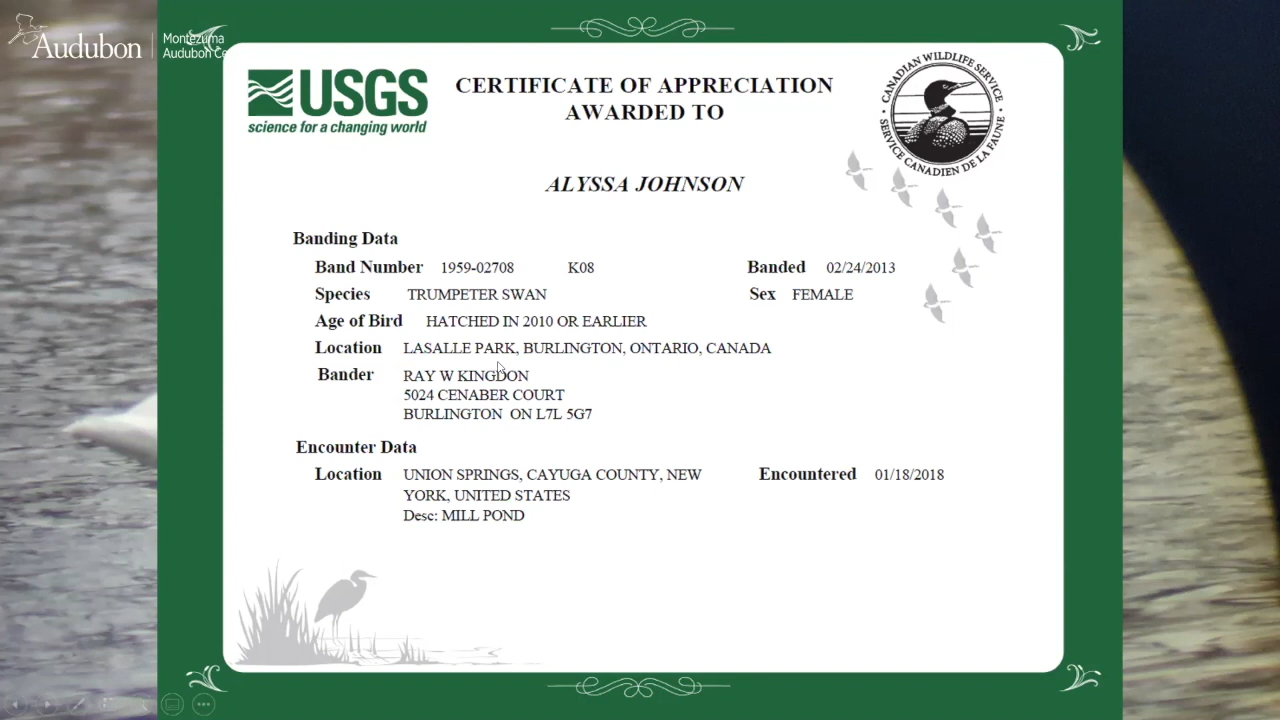 Audubon
Montezuma
Audubon Ce
USGS
science for a changing world
CERTIFICATE OF APPRECIATION
AWARDED TO
CANADIAN WILDLIFE SERVICE
SERVICE CANADIEN DE LA FAUNE
ALYSSA JOHNSON
Banding Data
Band Number 1959-02708 K08 Banded 02/24/2013
Species TRUMPETER SWAN Sex FEMALE
Age of Bird HATCHED IN 2010 OR EARLIER
Location LASALLE PARK, BURLINGTON, ONTARIO, CANADA
Bander RAY W KINGDON
5024 CENABER COURT
BURLINGTON ON L7L 5G7
Encounter Data
Location UNION SPRINGS, CAYUGA COUNTY, NEW Encountered 01/18/2018
YORK, UNITED STATES
Desc: MILL POND